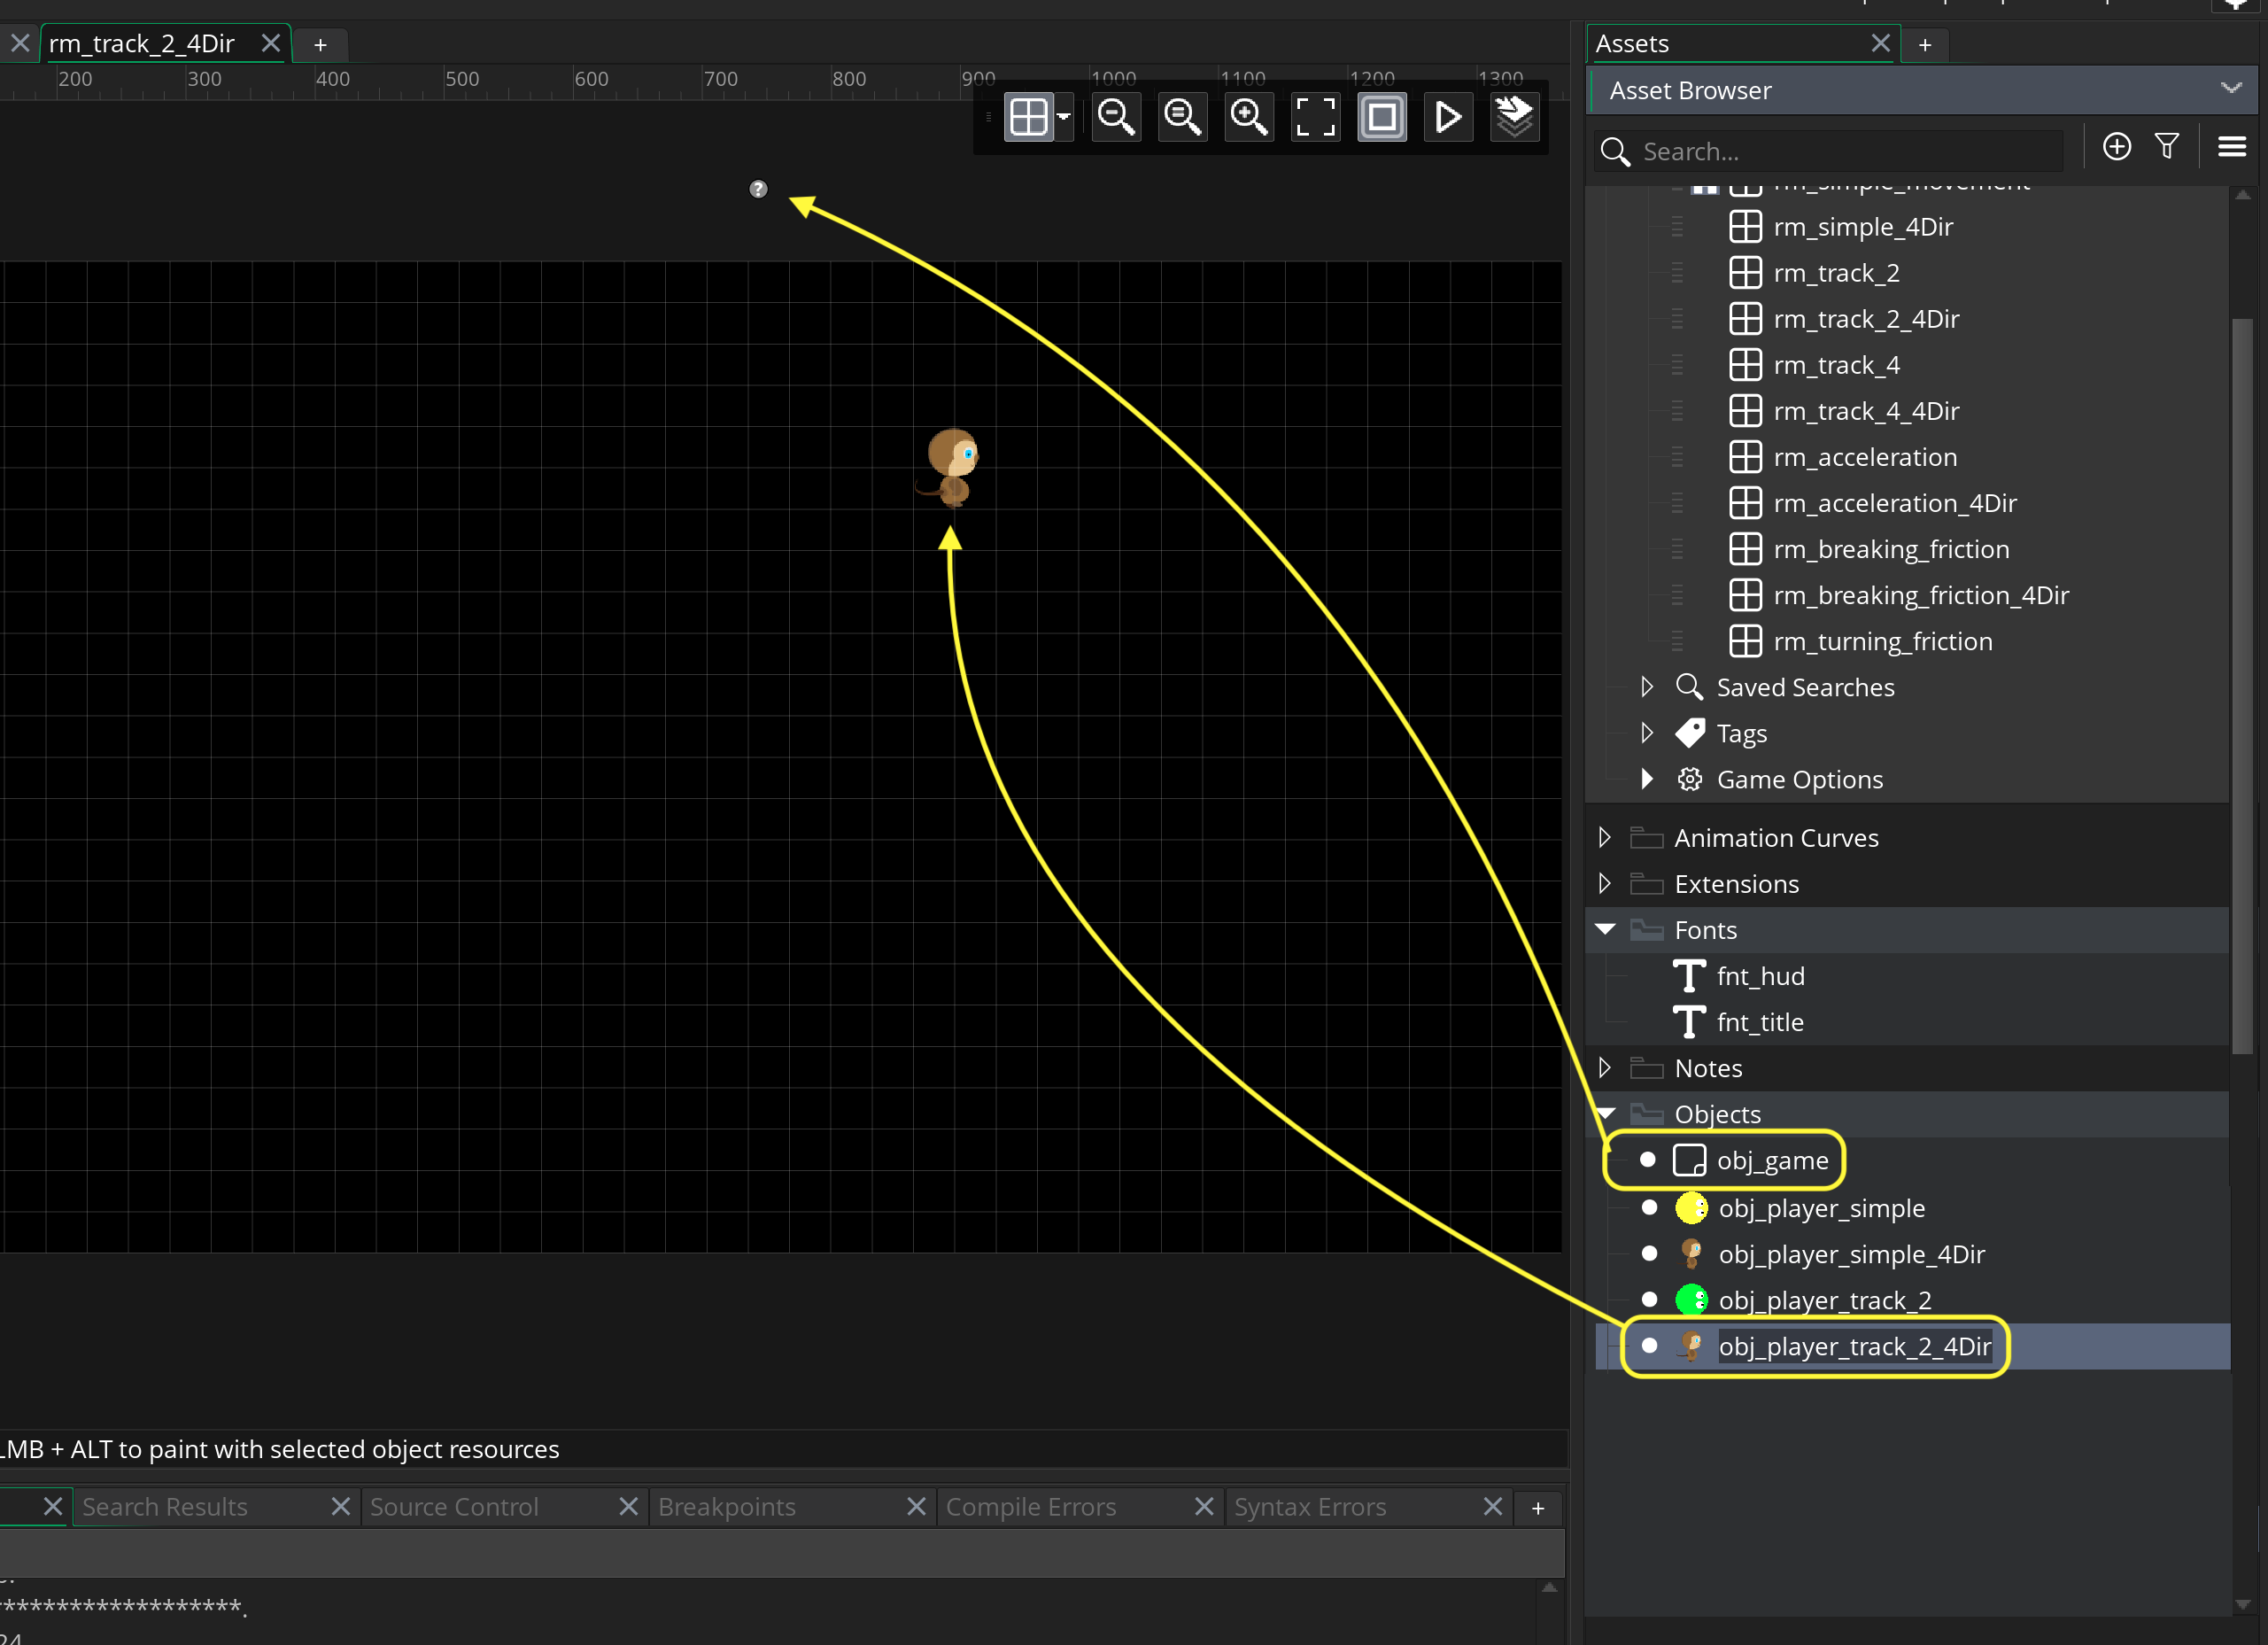 rm_track_2_4Dir
+
200
300
400
500
600
700
800
900
1000
1100
1200
1300
?
LMB + ALT to paint with selected object resources
Search Results
Source Control
Breakpoints
Compile Errors
Syntax Errors
+
*******************.
24
Assets
+
Asset Browser
Search...
rm_simple_movement
rm_simple_4Dir
rm_track_2
rm_track_2_4Dir
rm_track_4
rm_track_4_4Dir
rm_acceleration
rm_acceleration_4Dir
rm_breaking_friction
rm_breaking_friction_4Dir
rm_turning_friction
Saved Searches
Tags
Game Options
Animation Curves
Extensions
Fonts
fnt_hud
fnt_title
Notes
Objects
obj_game
obj_player_simple
obj_player_simple_4Dir
obj_player_track_2
obj_player_track_2_4Dir